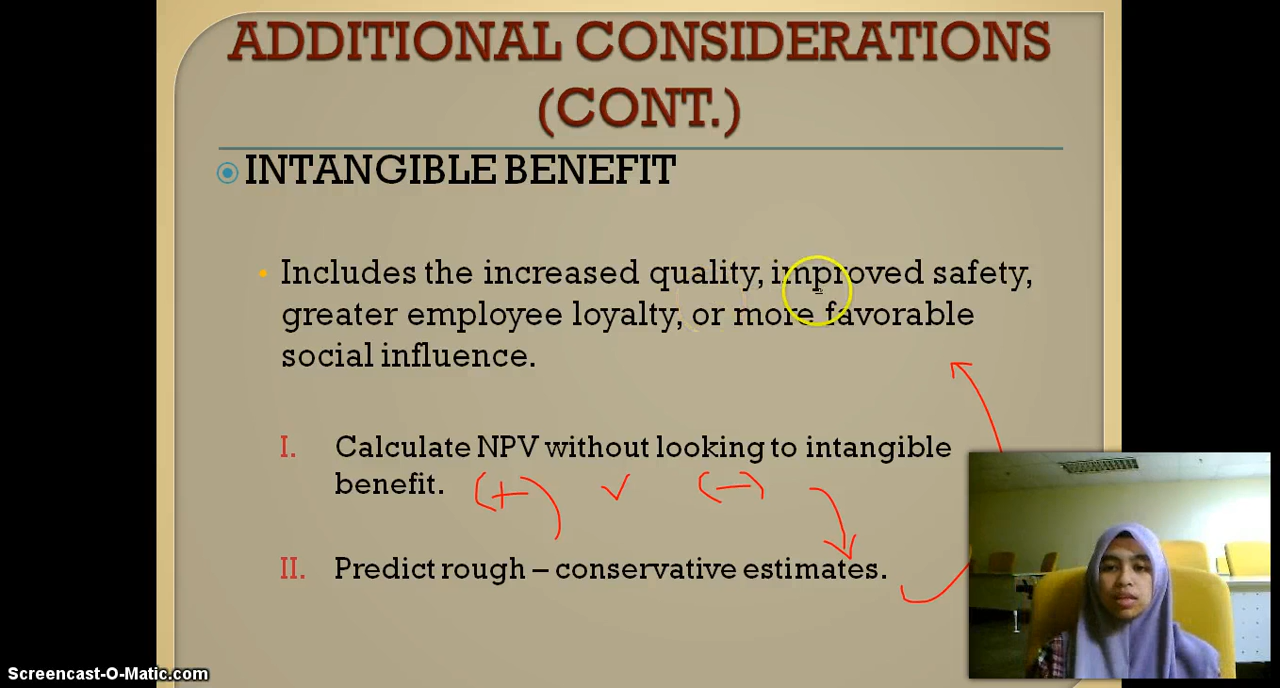 ADDITIONAL CONSIDERATIONS
(CONT.)
INTANGIBLE BENEFIT
• Includes the increased quality, improved safety,
greater employee loyalty, or more favorable
social influence.
I. Calculate NPV without looking to intangible
benefit. (+) ✓ (−)
II. Predict rough – conservative estimates.
Screencast-O-Matic.com